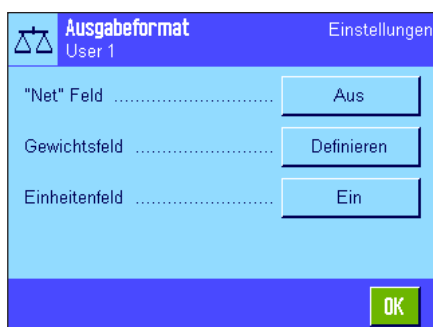 Ausgabeformat
Einstellungen
User 1
"Net" Feld ............................ Aus
Gewichtsfeld ........................ Definieren
Einheitenfeld ........................ Ein
OK